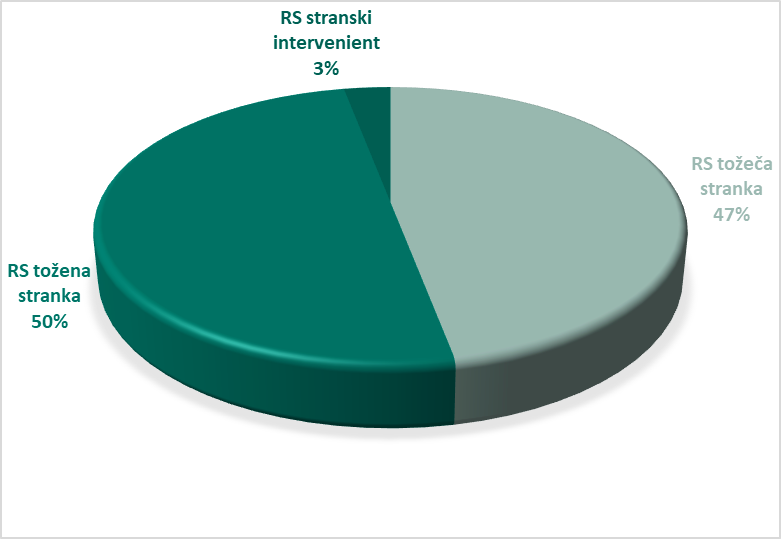 RS stranski
intervenient
3%
RS tožeča
stranka
47%
RS tožena
stranka
50%